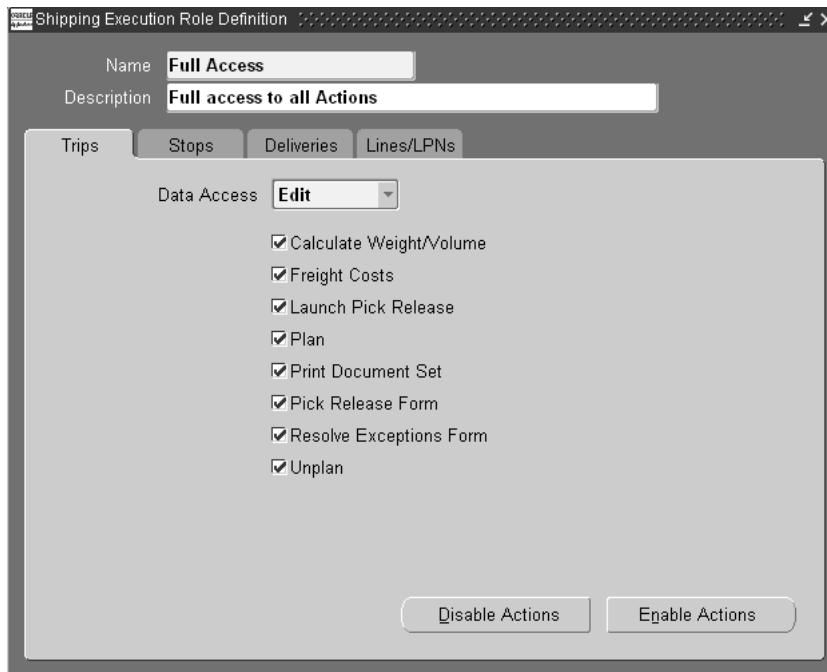 Shipping Execution Role Definition
Name Full Access
Description Full access to all Actions
Trips Stops Deliveries Lines/LPNs
Data Access Edit
Calculate Weight/Volume
Freight Costs
Launch Pick Release
Plan
Print Document Set
Pick Release Form
Resolve Exceptions Form
Unplan
Disable Actions Enable Actions